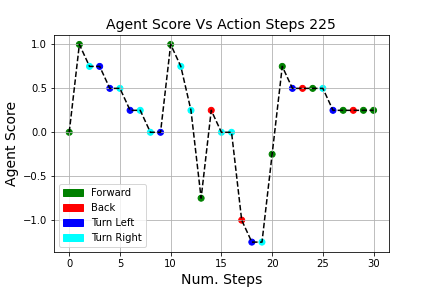 Agent Score Vs Action Steps 225
1.0
0.5
0.0
−0.5
−1.0
Agent Score
Forward
Back
Turn Left
Turn Right
0 5 10 15 20 25 30
Num. Steps